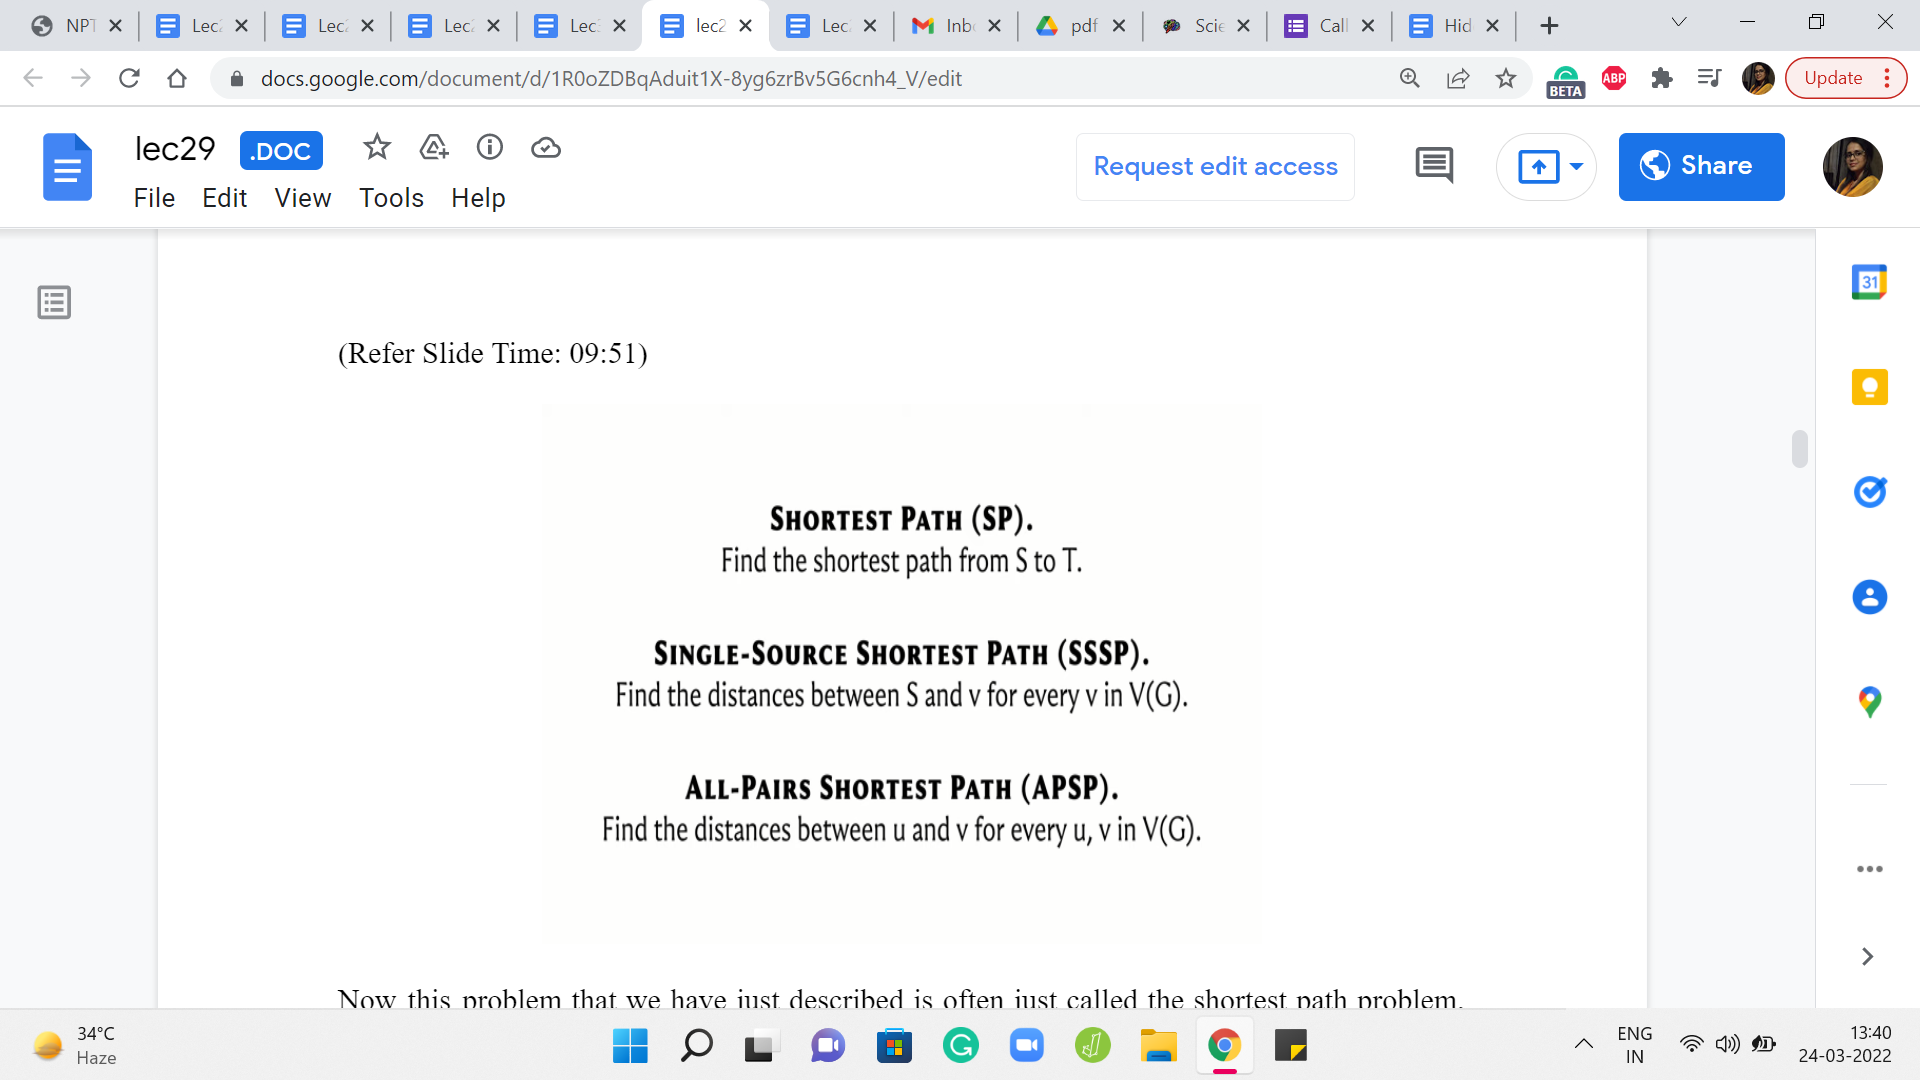 NPT
Lec2
Lec2
Lec2
Lec
lec2
Lec
Inb
pdf
Scie
Call
Hid
docs.google.com/document/d/1R0oZDBqAduit1X-8yg6zrBv5G6cnh4_V/edit
BETA
ABP
Update
lec29 .DOC
File Edit View Tools Help
Request edit access
Share
31
(Refer Slide Time: 09:51)
SHORTEST PATH (SP).
Find the shortest path from S to T.
SINGLE-SOURCE SHORTEST PATH (SSSP).
Find the distances between S and v for every v in V(G).
ALL-PAIRS SHORTEST PATH (APSP).
Find the distances between u and v for every u, v in V(G).
Now this problem that we have just described is often just called the shortest path problem.
34°C
Haze
ENG
IN
13:40
24-03-2022